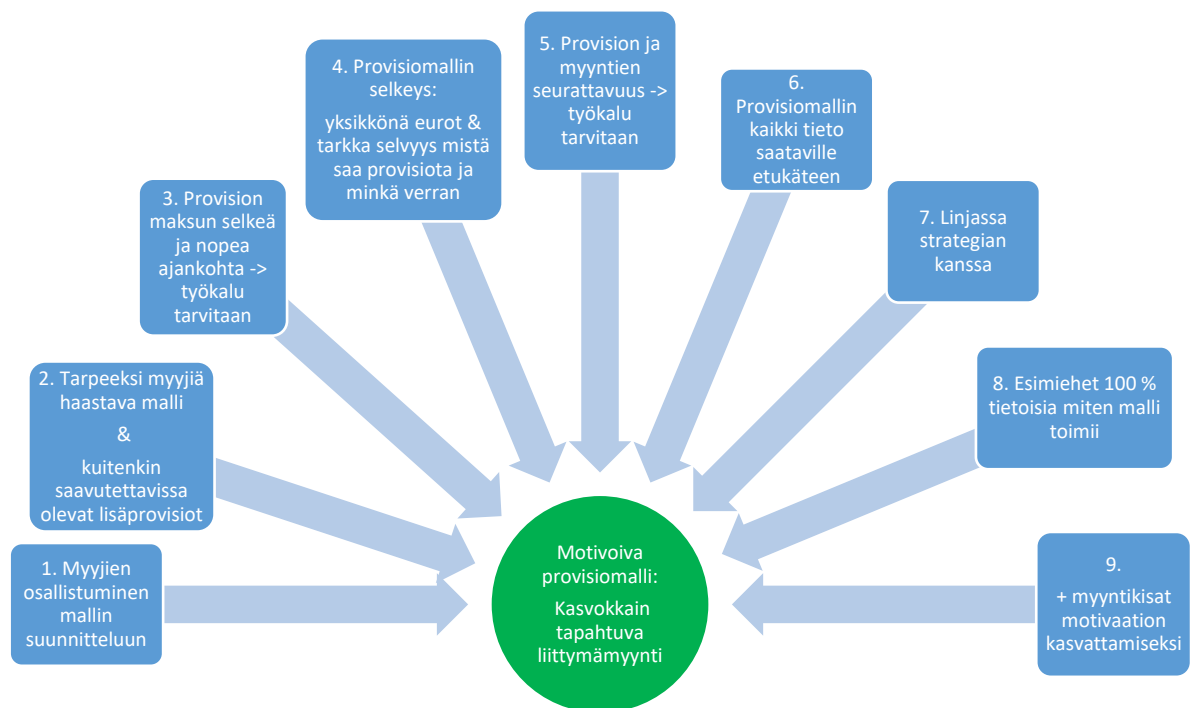 1. Myyjien
osallistuminen
mallin
suunnitteluun
2. Tarpeeksi myyjiä
haastava malli
&
kuitenkin
saavutettavissa
olevat lisäprovisiot
3. Provision
maksun selkeä
ja nopea
ajankohta ->
työkalu
tarvitaan
4. Provisiomallin
selkeys:
yksikkönä eurot &
tarkka selvyys mistä
saa provisiota ja
minkä verran
5. Provision ja
myyntien
seurattavuus ->
työkalu
tarvitaan
6.
Provisiomallin
kaikki tieto
saataville
etukäteen
7. Linjassa
strategian
kanssa
8. Esimiehet 100 %
tietoisia miten malli
toimii
9.
+ myyntikisat
motivaation
kasvattamiseksi
Motivoiva
provisiomalli:
Kasvokkain
tapahtuva
liittymämyynti